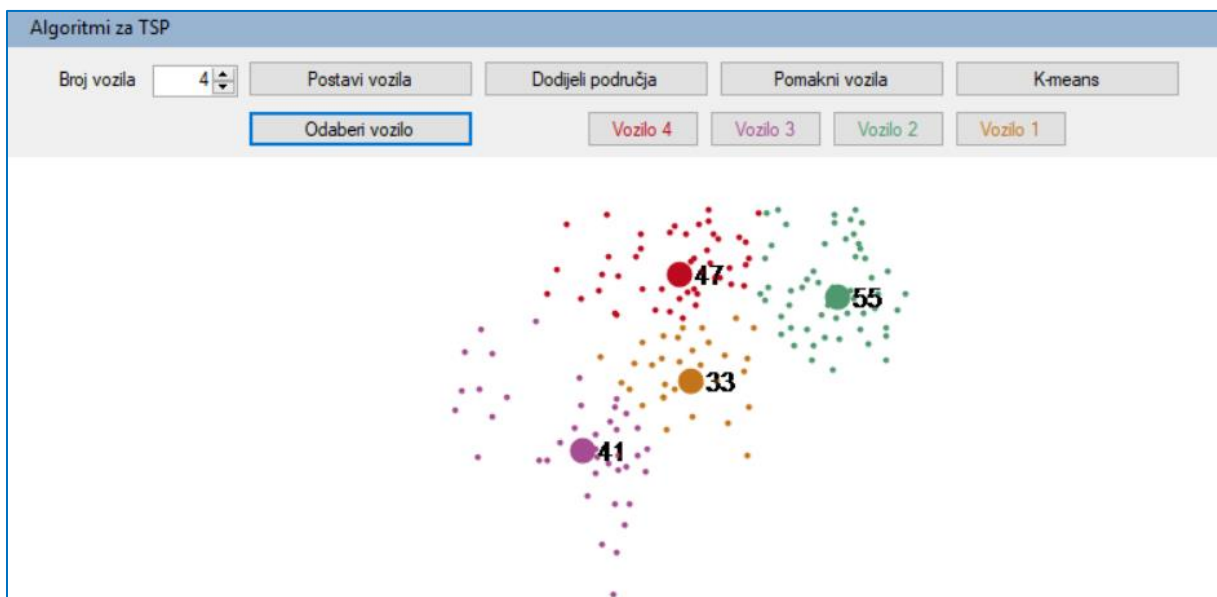 Algoritmi za TSP
Broj vozila 4 Postavi vozila Dodijeli područja Pomakni vozila K-means
Odaberi vozilo Vozilo 4 Vozilo 3 Vozilo 2 Vozilo 1
47
55
33
41